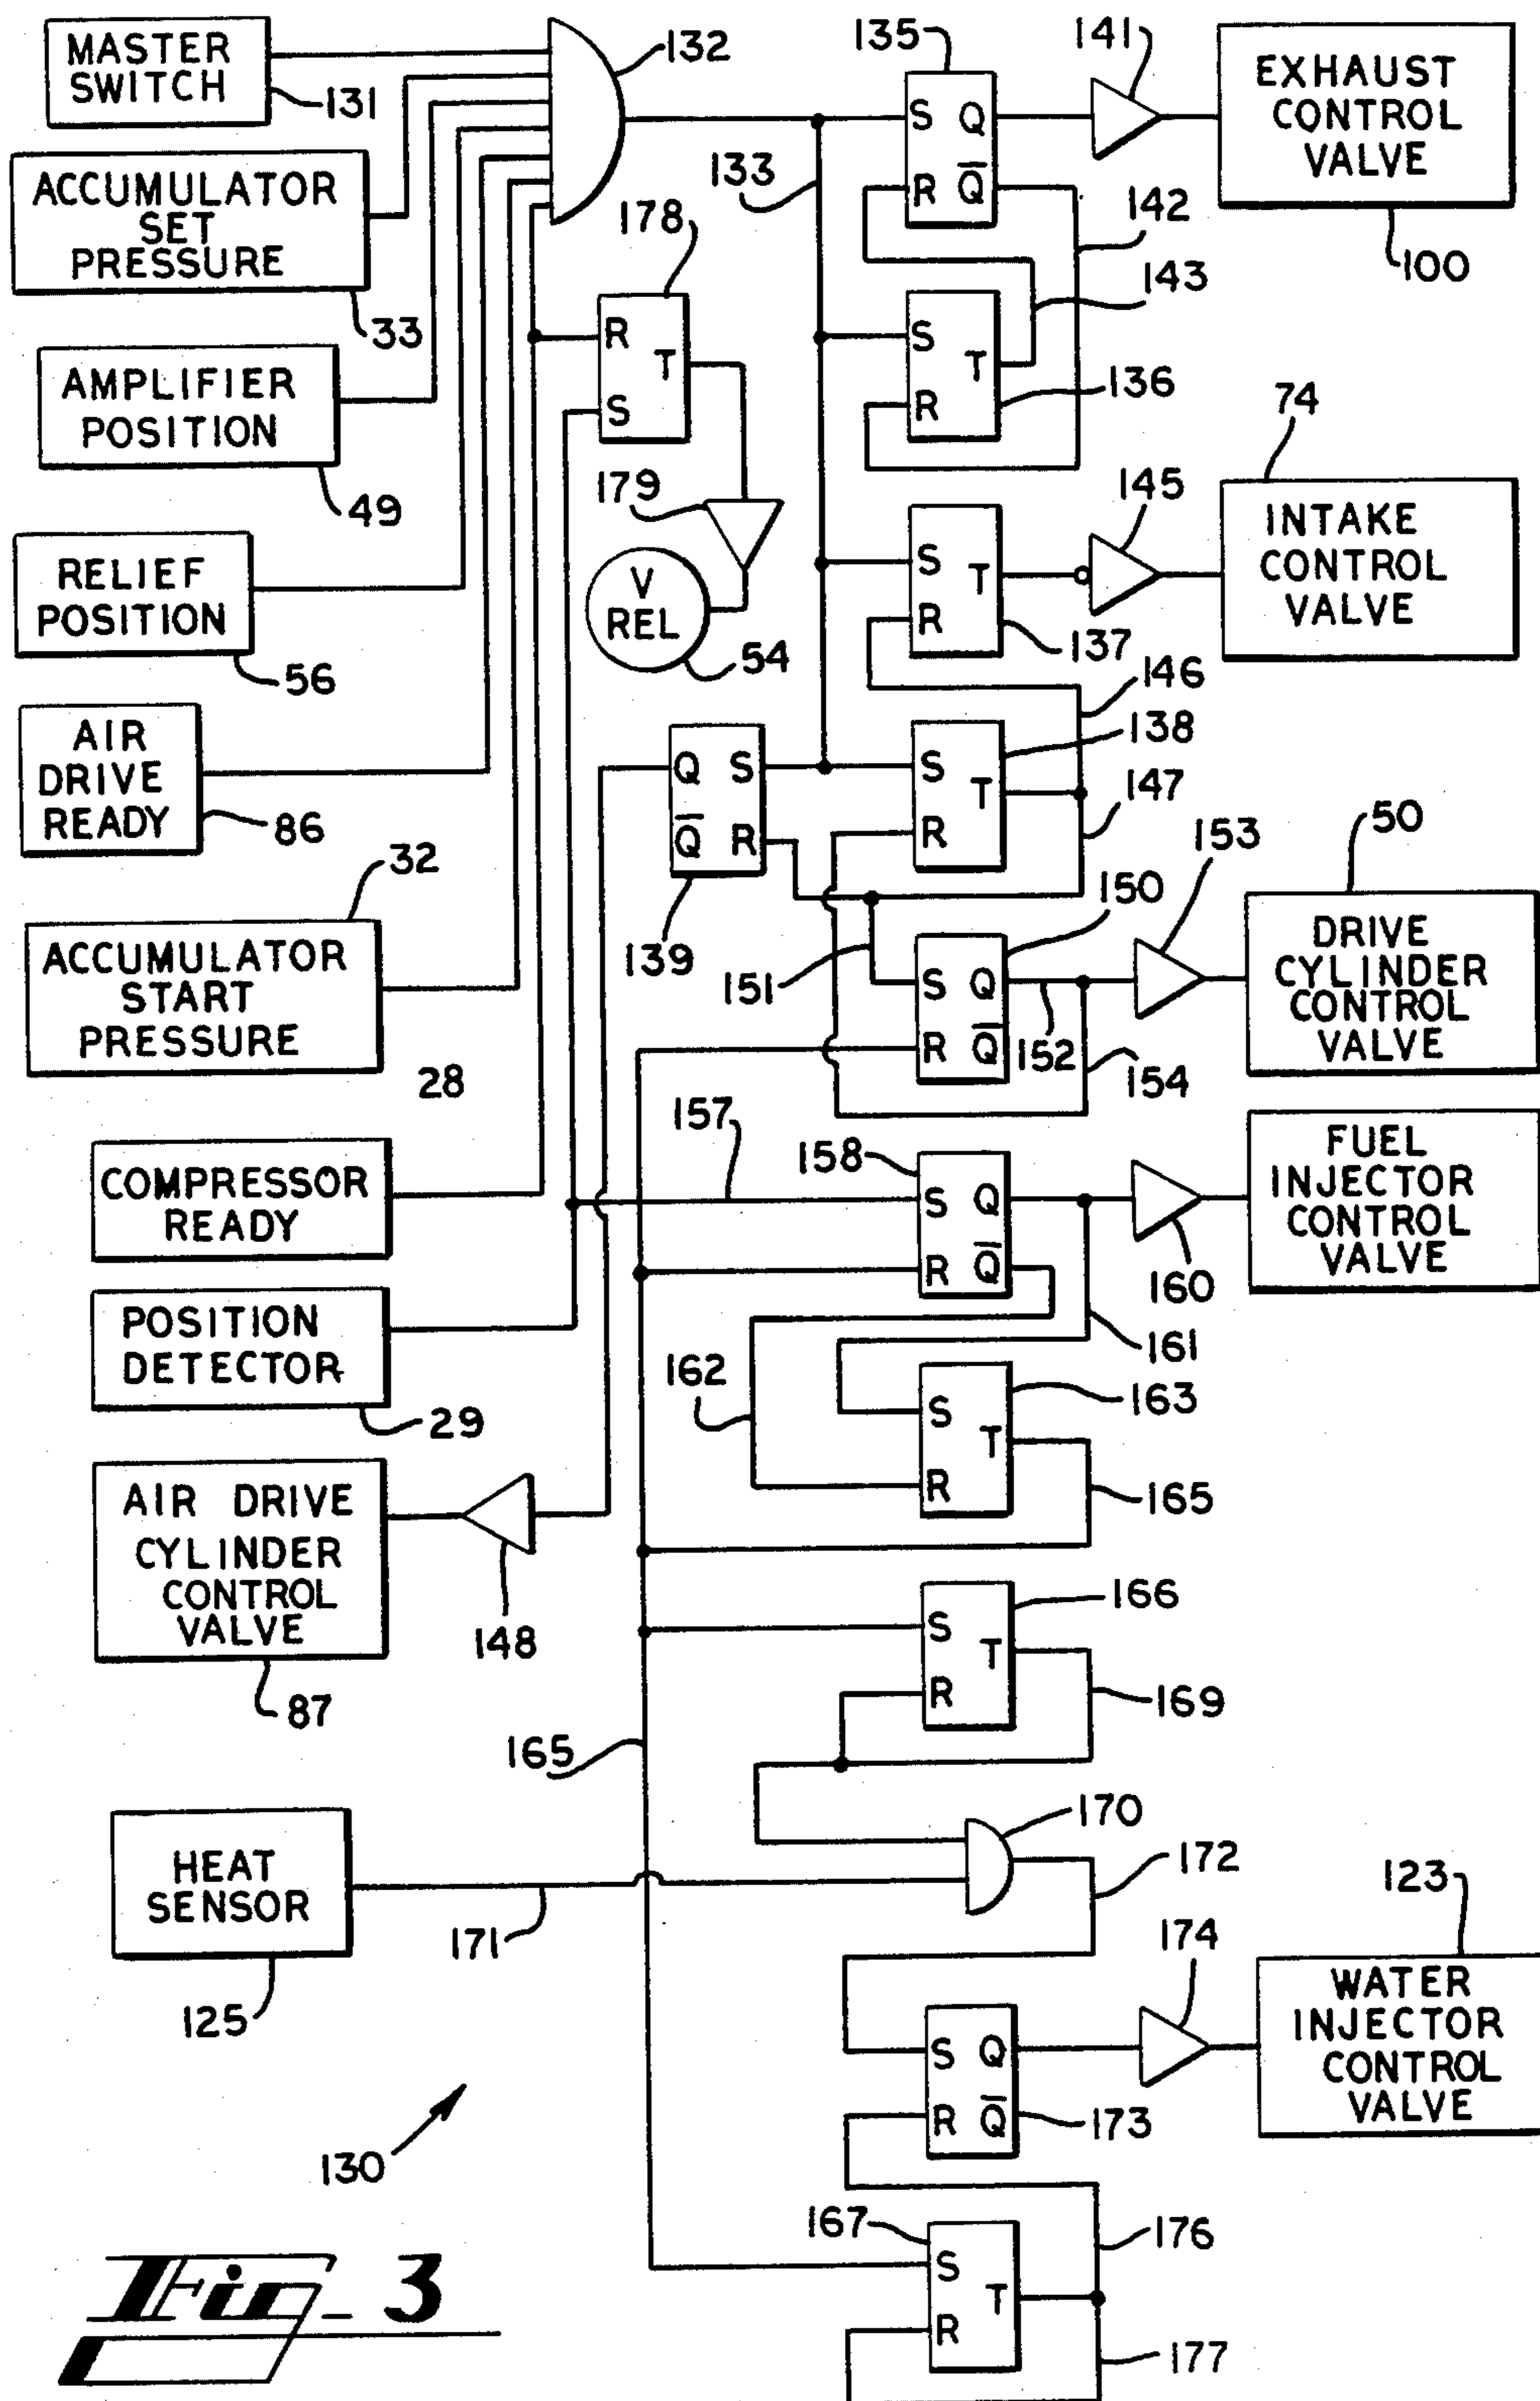 MASTER
SWITCH
131
132
135
141
EXHAUST
CONTROL
VALVE
100
S Q
R Q̅
133
142
143
ACCUMULATOR
SET
PRESSURE
33
178
R
T
S
S
T
R
136
AMPLIFIER
POSITION
49
179
V
REL
54
74
145
INTAKE
CONTROL
VALVE
S
T
R
137
146
RELIEF
POSITION
56
AIR
DRIVE
READY
86
Q S
Q̅ R
139
138
S
T
R
147
32
ACCUMULATOR
START
PRESSURE
28
150
151
S Q
R Q̅
152
153
154
50
DRIVE
CYLINDER
CONTROL
VALVE
COMPRESSOR
READY
157
158
S Q
R Q̅
160
161
FUEL
INJECTOR
CONTROL
VALVE
POSITION
DETECTOR
29
162
163
S
T
R
165
AIR DRIVE
CYLINDER
CONTROL
VALVE
87
148
166
S
T
R
169
165
170
172
HEAT
SENSOR
125
171
123
174
WATER
INJECTOR
CONTROL
VALVE
S Q
R Q̅
173
130
167
S
T
R
176
177
Fig. 3